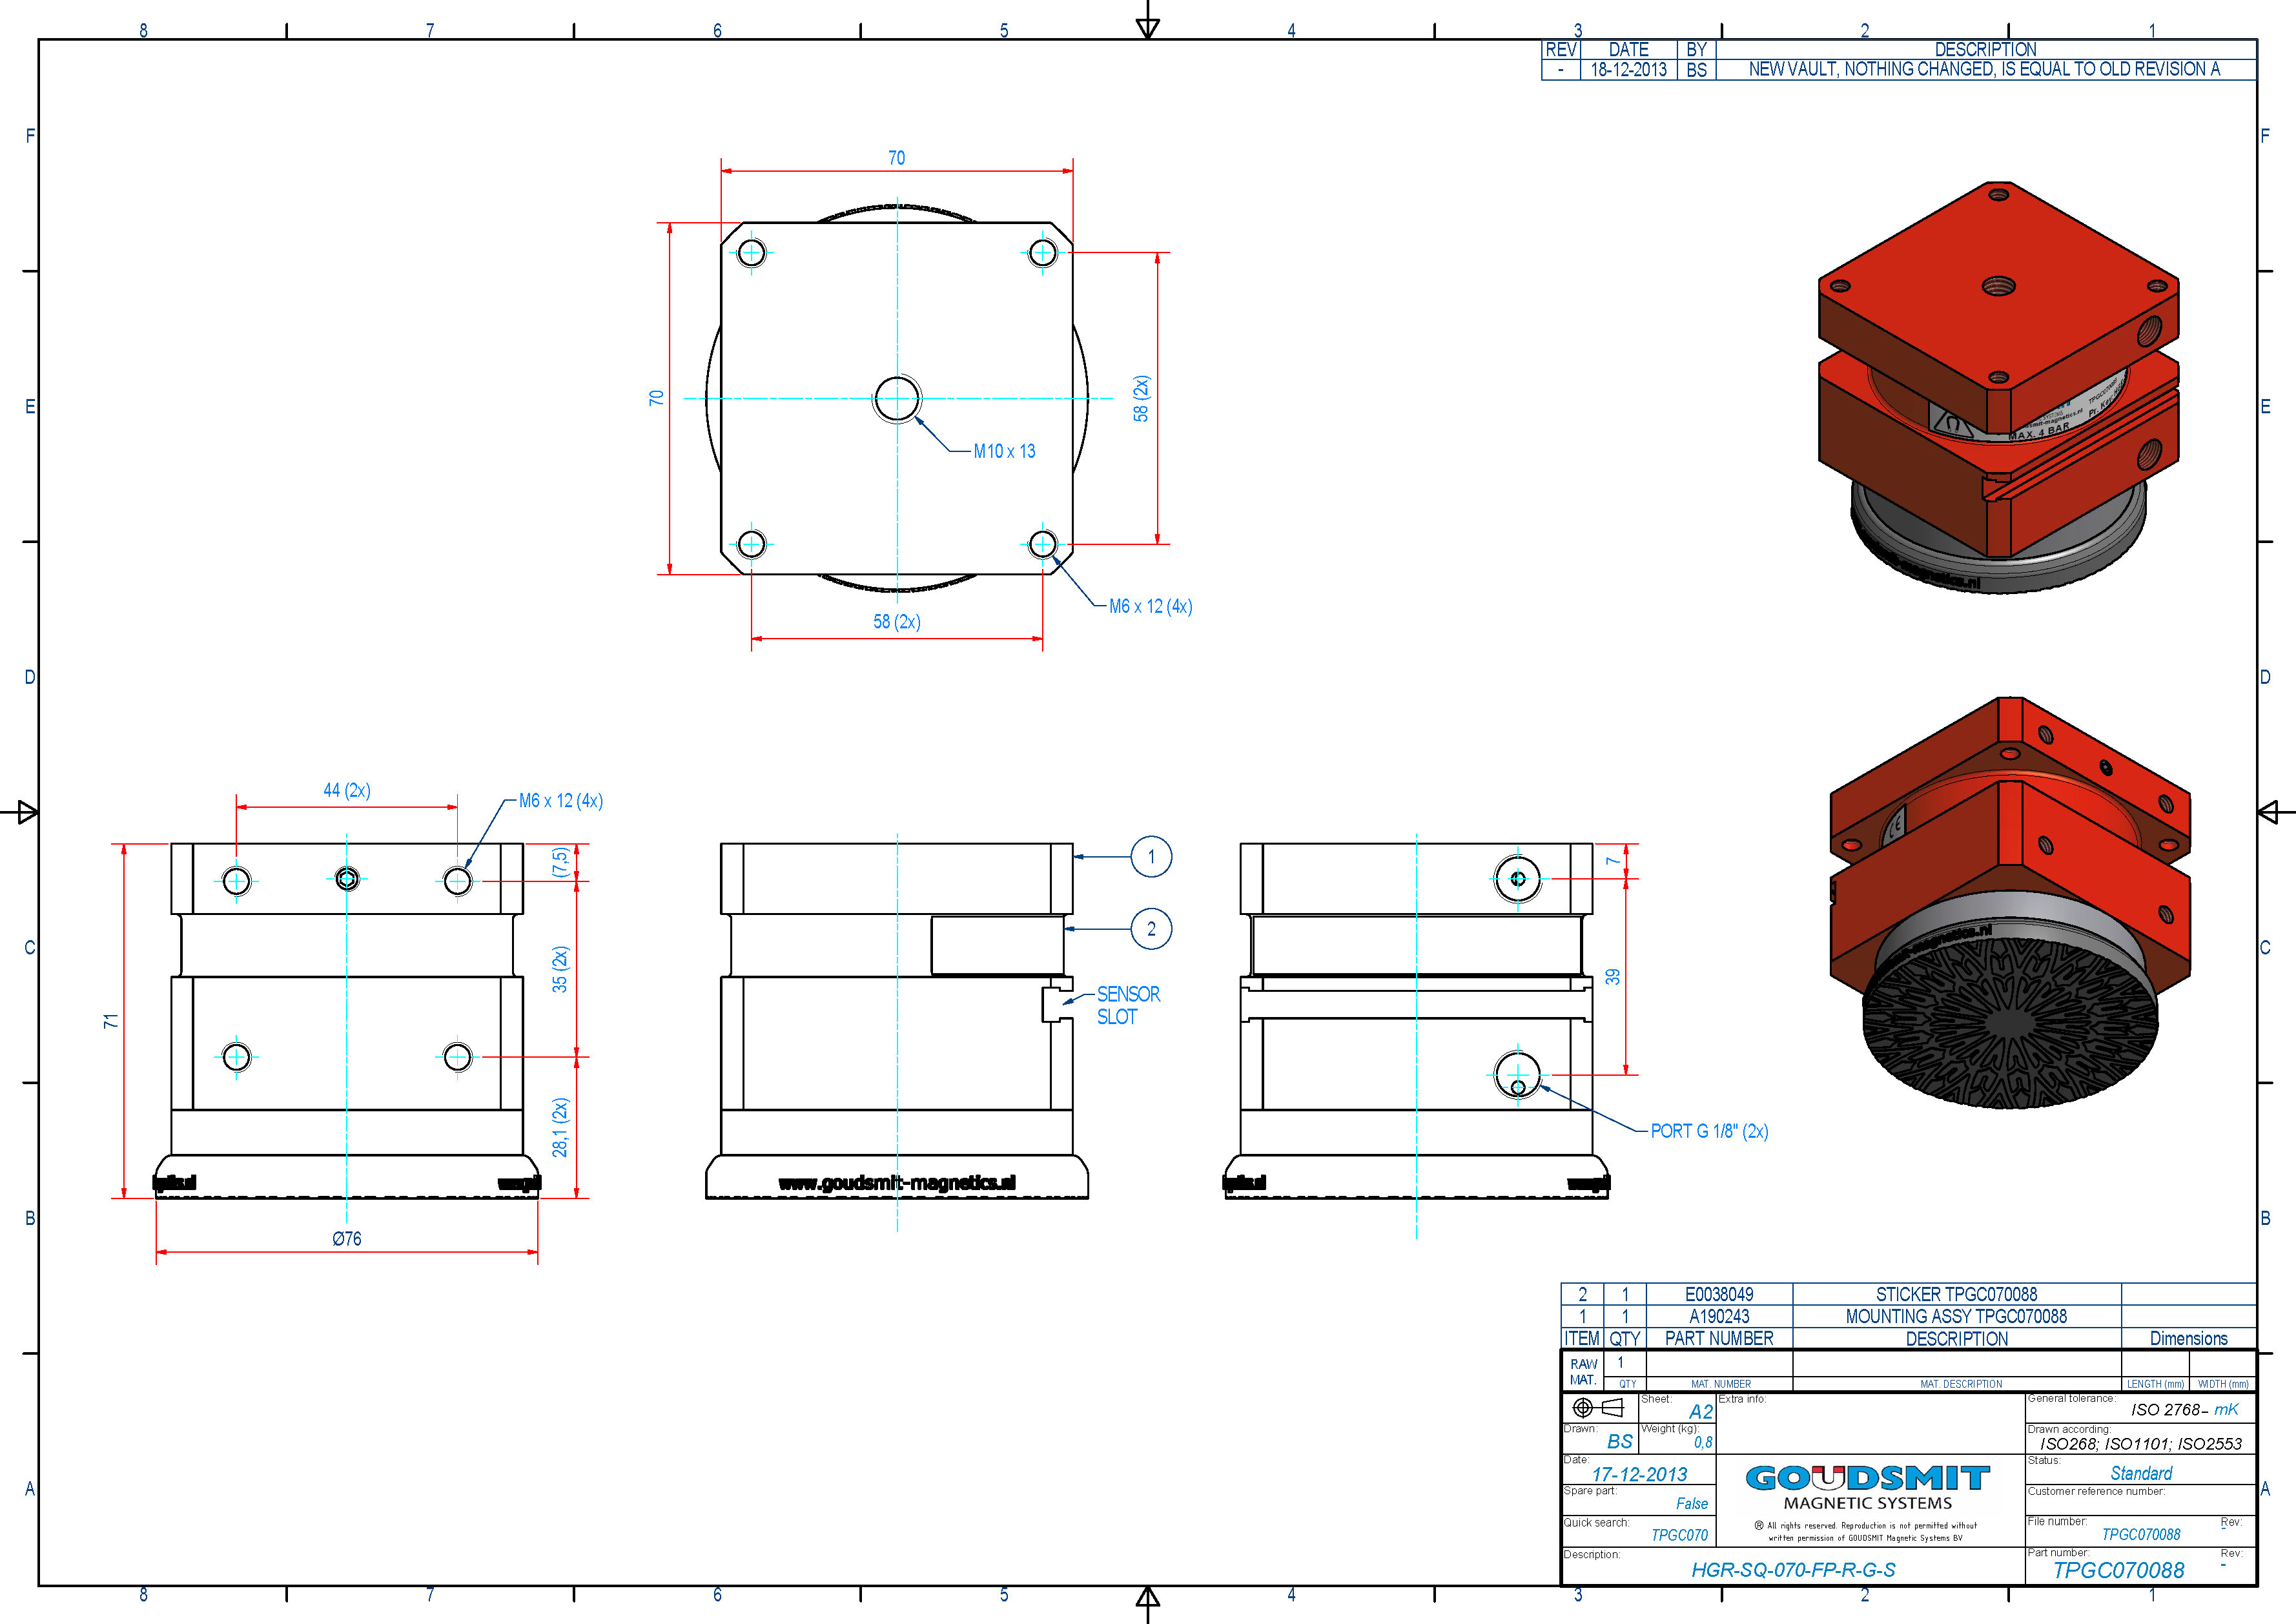 8 7 6 5 4 3 2 1
REV DATE BY DESCRIPTION
- 18-12-2013 BS NEW VAULT, NOTHING CHANGED, IS EQUAL TO OLD REVISION A
F F
70
70
58 (2x)
M10 x 13
E E
MAX. 4 BAR
M6 x 12 (4x)
58 (2x)
D D
44 (2x)
M6 x 12 (4x)
(7,5)
35 (2x)
71
28,1 (2x)
Ø76
1
2
SENSOR
SLOT
www.goudsmit-magnetics.nl
7
39
PORT G 1/8" (2x)
CE
C C
B B
2 1 E0038049 STICKER TPGC070088
1 1 A190243 MOUNTING ASSY TPGC070088
ITEM QTY PART NUMBER DESCRIPTION Dimensions
RAW MAT. 1
QTY MAT. NUMBER MAT. DESCRIPTION LENGTH (mm) WIDTH (mm)
Sheet: A2
Extra info:
General tolerance: ISO 2768- mK
Drawn: BS
Weight (kg): 0,8
Drawn according: ISO268; ISO1101; ISO2553
Date: 17-12-2013
Status: Standard
Spare part: False
Customer reference number:
GOUDSMIT
MAGNETIC SYSTEMS
® All rights reserved. Reproduction is not permitted without
written permission of GOUDSMIT Magnetic Systems BV
Quick search: TPGC070
File number: TPGC070088 Rev: -
Description: HGR-SQ-070-FP-R-G-S
Part number: TPGC070088 Rev: -
A A
8 7 6 5 4 3 2 1